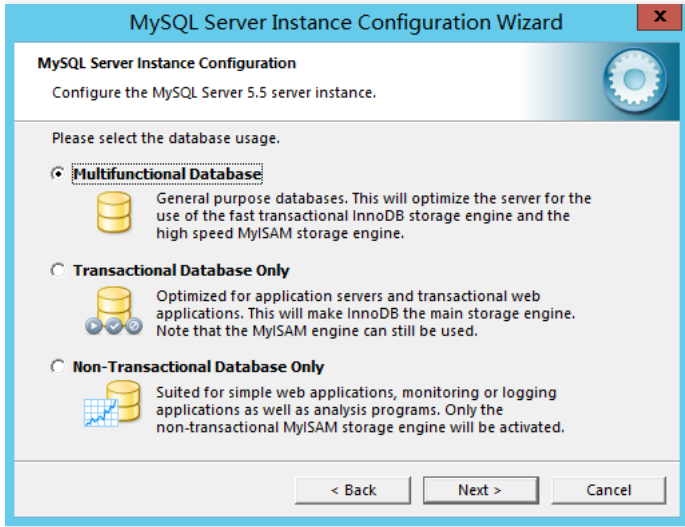 MySQL Server Instance Configuration Wizard
x
MySQL Server Instance Configuration
Configure the MySQL Server 5.5 server instance.
Please select the database usage.
Multifunctional Database
General purpose databases. This will optimize the server for the
use of the fast transactional InnoDB storage engine and the
high speed MyISAM storage engine.
Transactional Database Only
Optimized for application servers and transactional web
applications. This will make InnoDB the main storage engine.
Note that the MyISAM engine can still be used.
Non-Transactional Database Only
Suited for simple web applications, monitoring or logging
applications as well as analysis programs. Only the
non-transactional MyISAM storage engine will be activated.
< Back
Next >
Cancel